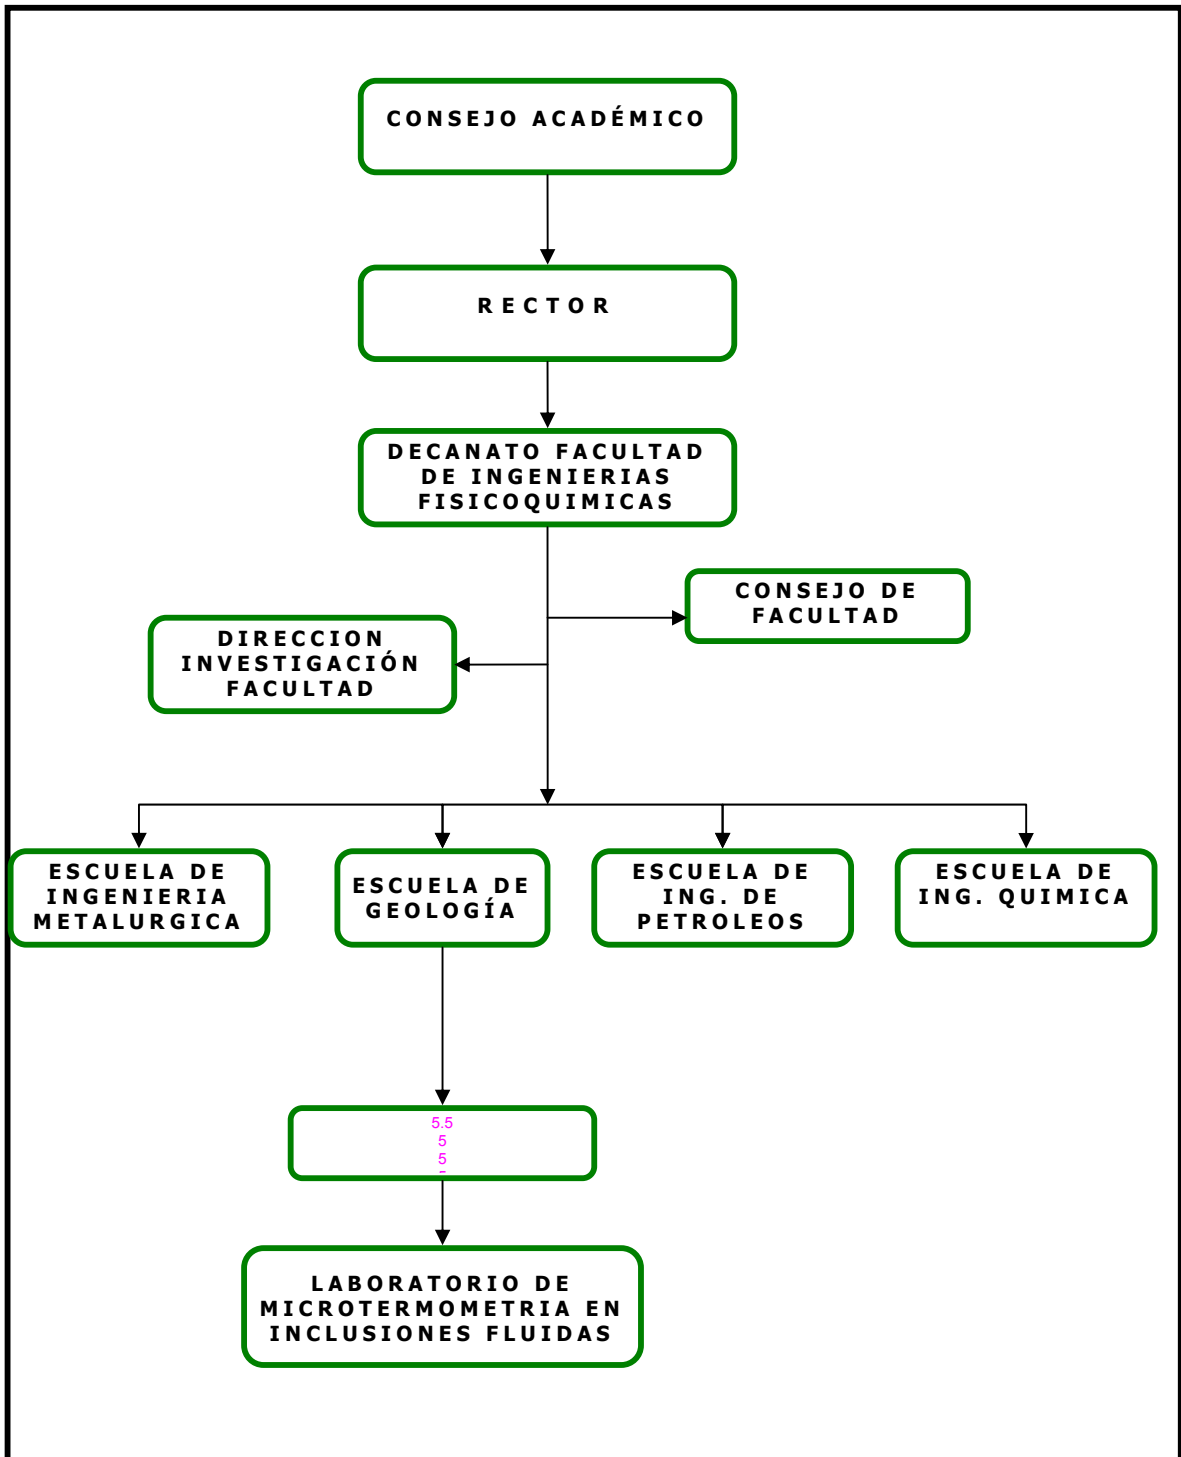 CONSEJO ACADÉMICO
RECTOR
DECANATO FACULTAD
DE INGENIERIAS
FISICOQUIMICAS
CONSEJO DE
FACULTAD
DIRECCION
INVESTIGACIÓN
FACULTAD
ESCUELA DE
INGENIERIA
METALURGICA
ESCUELA DE
GEOLOGÍA
ESCUELA DE
ING. DE
PETROLEOS
ESCUELA DE
ING. QUIMICA
5.5
5
5
LABORATORIO DE
MICROTERMOMETRIA EN
INCLUSIONES FLUIDAS